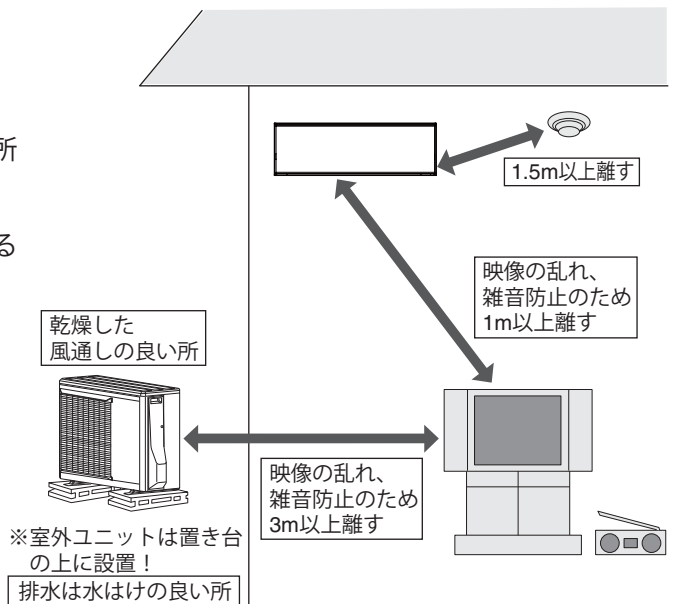 所
る
1.5m以上離す
映像の乱れ、
雑音防止のため
1m以上離す
乾燥した
風通しの良い所
映像の乱れ、
雑音防止のため
3m以上離す
※室外ユニットは置き台
の上に設置！
排水は水はけの良い所